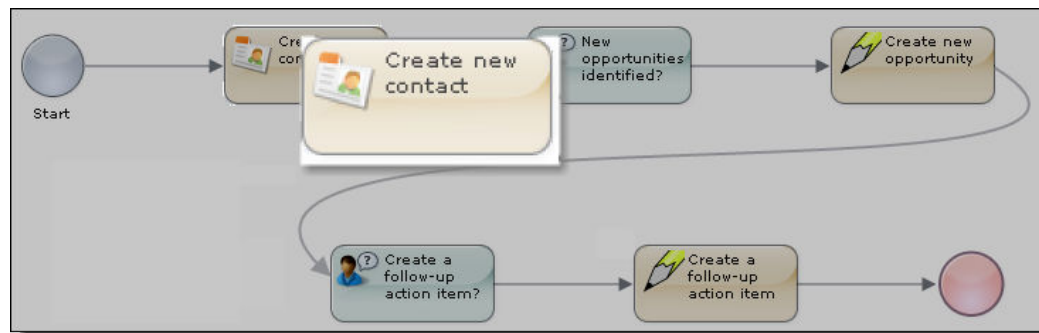 Cre
con
Create new
contact
New
opportunities
identified?
Create new
opportunity
Start
Create a
follow-up
action item?
Create a
follow-up
action item